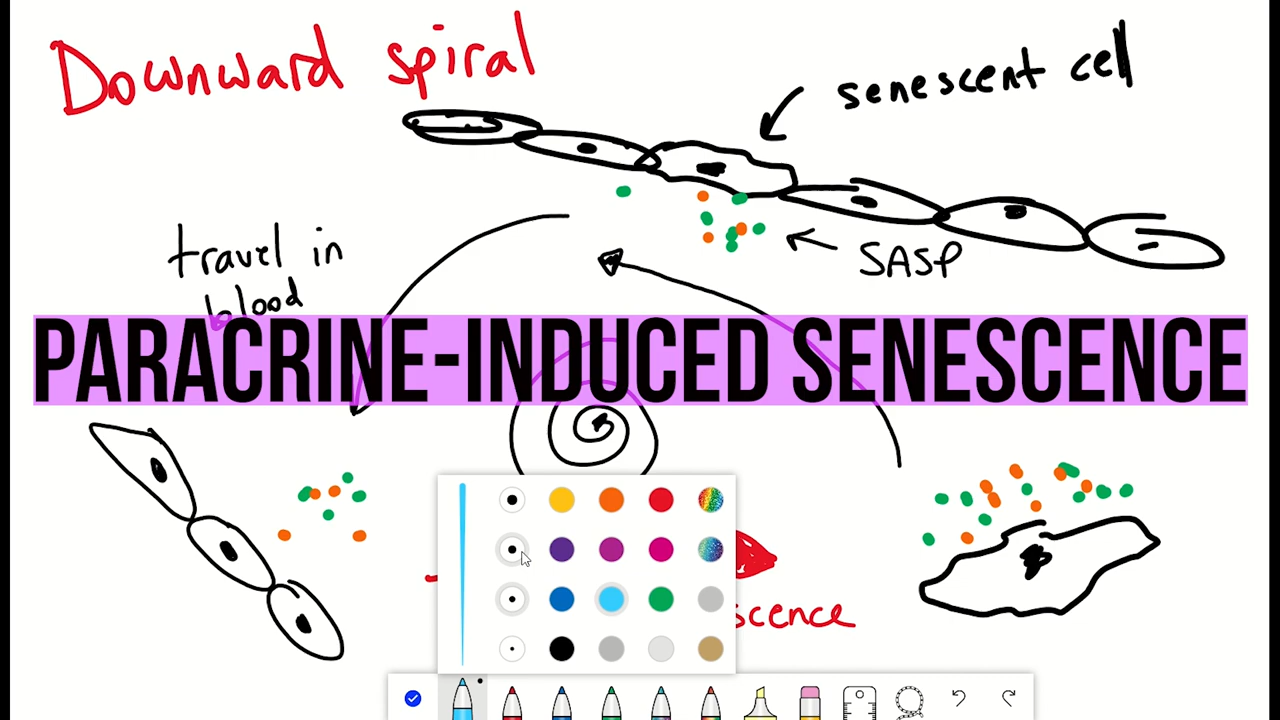 Downward spiral
senescent cell
travel in
blood
SASP
PARACRINE-INDUCED SENESCENCE
scence